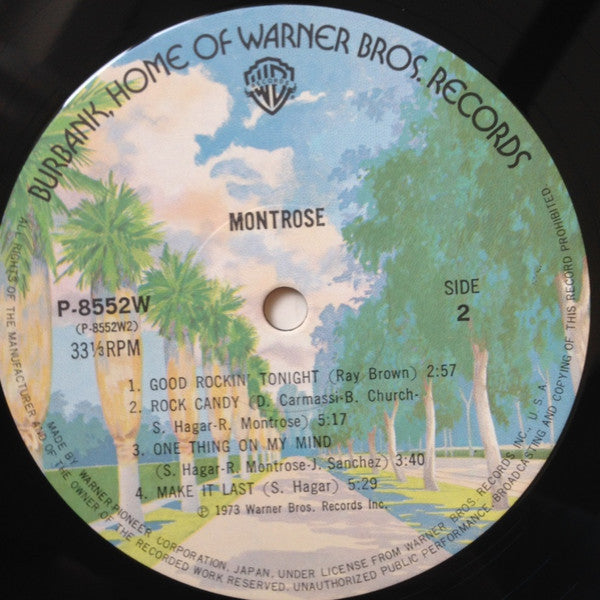 BURBANK, HOME OF WARNER BROS. RECORDS
WB
RECORDS
MONTROSE
P-8552W
(P-8552W2)
33⅓RPM
SIDE
2
1. GOOD ROCKIN' TONIGHT (Ray Brown) 2:57
2. ROCK CANDY (D. Carmassi-B. Church-
S. Hagar-R. Montrose) 5:17
3. ONE THING ON MY MIND
(S. Hagar-R. Montrose-J. Sanchez) 3:40
4. MAKE IT LAST (S. Hagar) 5:29
© 1973 Warner Bros. Records Inc.
MADE BY WARNER-PIONEER CORPORATION, JAPAN, UNDER LICENSE FROM WARNER BROS. RECORDS INC., U.S.A.
ALL RIGHTS OF THE MANUFACTURER AND OF THE OWNER OF THE RECORDED WORK RESERVED. UNAUTHORIZED PUBLIC PERFORMANCE, BROADCASTING AND COPYING OF THIS RECORD PROHIBITED